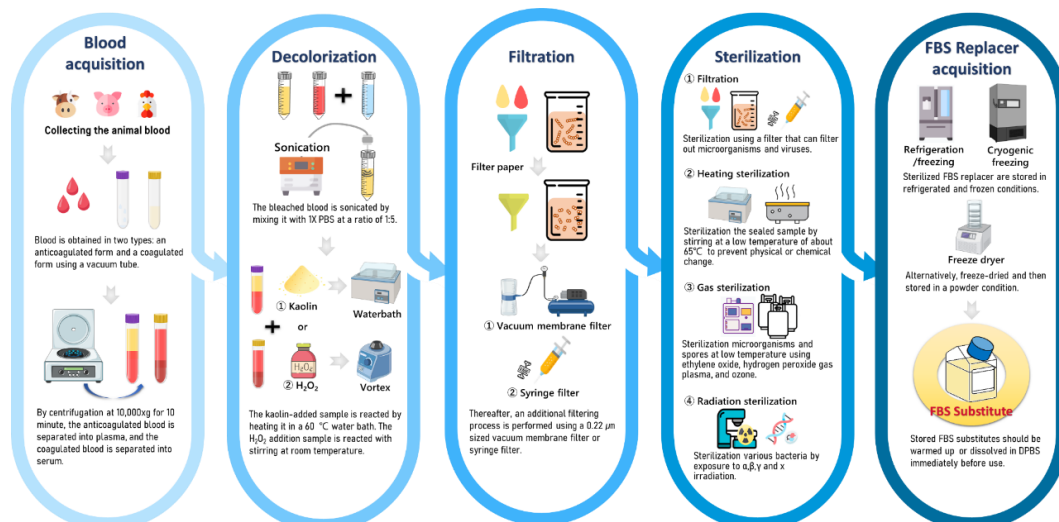 Blood
acquisition
Collecting the animal blood
Blood is obtained in two types: an
anticoagulated form and a coagulated
form using a vacuum tube.
By centrifugation at 10,000xg for 10
minute, the anticoagulated blood is
separated into plasma, and the
coagulated blood is separated into
serum.
Decolorization
Sonication
The bleached blood is sonicated by
mixing it with 1X PBS at a ratio of 1:5.
① Kaolin
Waterbath
or
H₂O₂
② H₂O₂
Vortex
The kaolin-added sample is reacted by
heating it in a 60 °C water bath. The
H₂O₂ addition sample is reacted with
stirring at room temperature.
Filtration
Filter paper
① Vacuum membrane filter
② Syringe filter
Thereafter, an additional filtering
process is performed using a 0.22 μm
sized vacuum membrane filter or
syringe filter.
Sterilization
① Filtration
Sterilization using a filter that can filter
out microorganisms and viruses.
② Heating sterilization
Sterilization the sealed sample by
stirring at a low temperature of about
65℃ to prevent physical or chemical
change.
③ Gas sterilization
Sterilization microorganisms and
spores at low temperature using
ethylene oxide, hydrogen peroxide gas
plasma, and ozone.
④ Radiation sterilization
Sterilization various bacteria by
exposure to α,β,γ and x
irradiation.
FBS Replacer
acquisition
Refrigeration
/freezing
Cryogenic
freezing
Sterilized FBS replacer are stored in
refrigerated and frozen conditions.
Freeze dryer
Alternatively, freeze-dried and then
stored in a powder condition.
FBS Substitute
Stored FBS substitutes should be
warmed up or dissolved in DPBS
immediately before use.